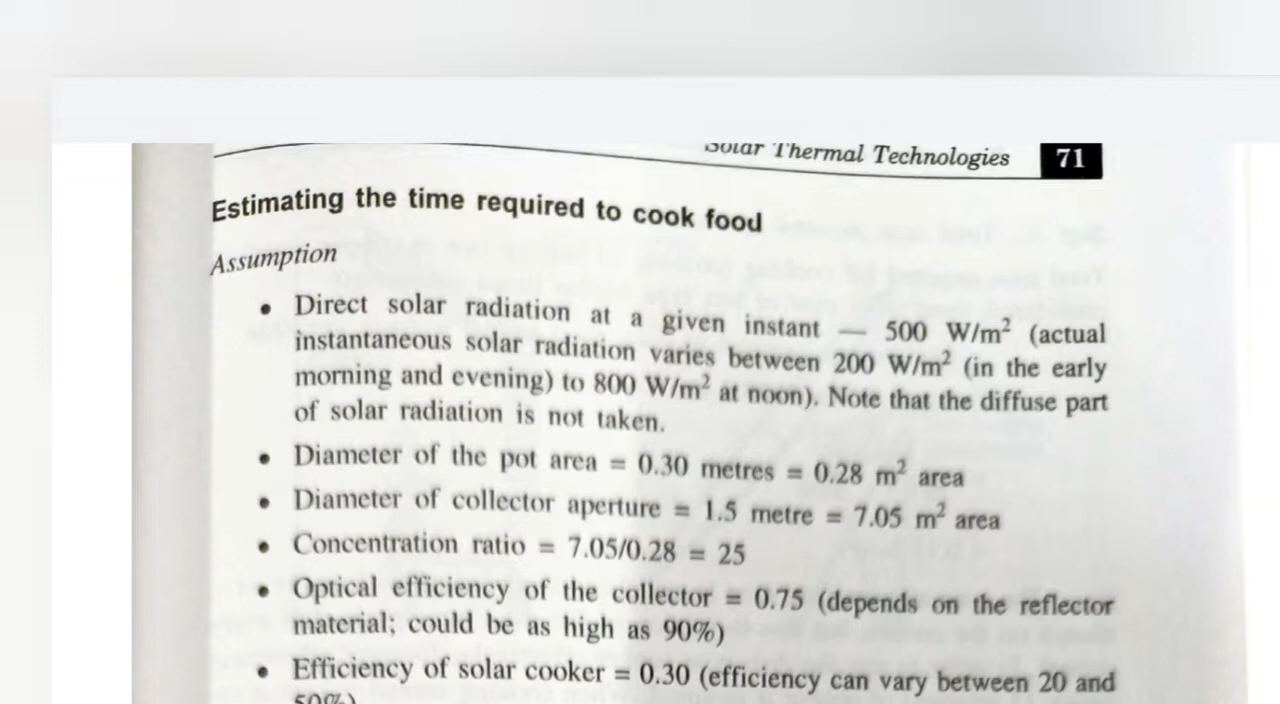 Solar Thermal Technologies 71
Estimating the time required to cook food
Assumption
• Direct solar radiation at a given instant — 500 W/m² (actual
instantaneous solar radiation varies between 200 W/m² (in the early
morning and evening) to 800 W/m² at noon). Note that the diffuse part
of solar radiation is not taken.
• Diameter of the pot area = 0.30 metres = 0.28 m² area
• Diameter of collector aperture = 1.5 metre = 7.05 m² area
• Concentration ratio = 7.05/0.28 = 25
• Optical efficiency of the collector = 0.75 (depends on the reflector
material; could be as high as 90%)
• Efficiency of solar cooker = 0.30 (efficiency can vary between 20 and
50%)